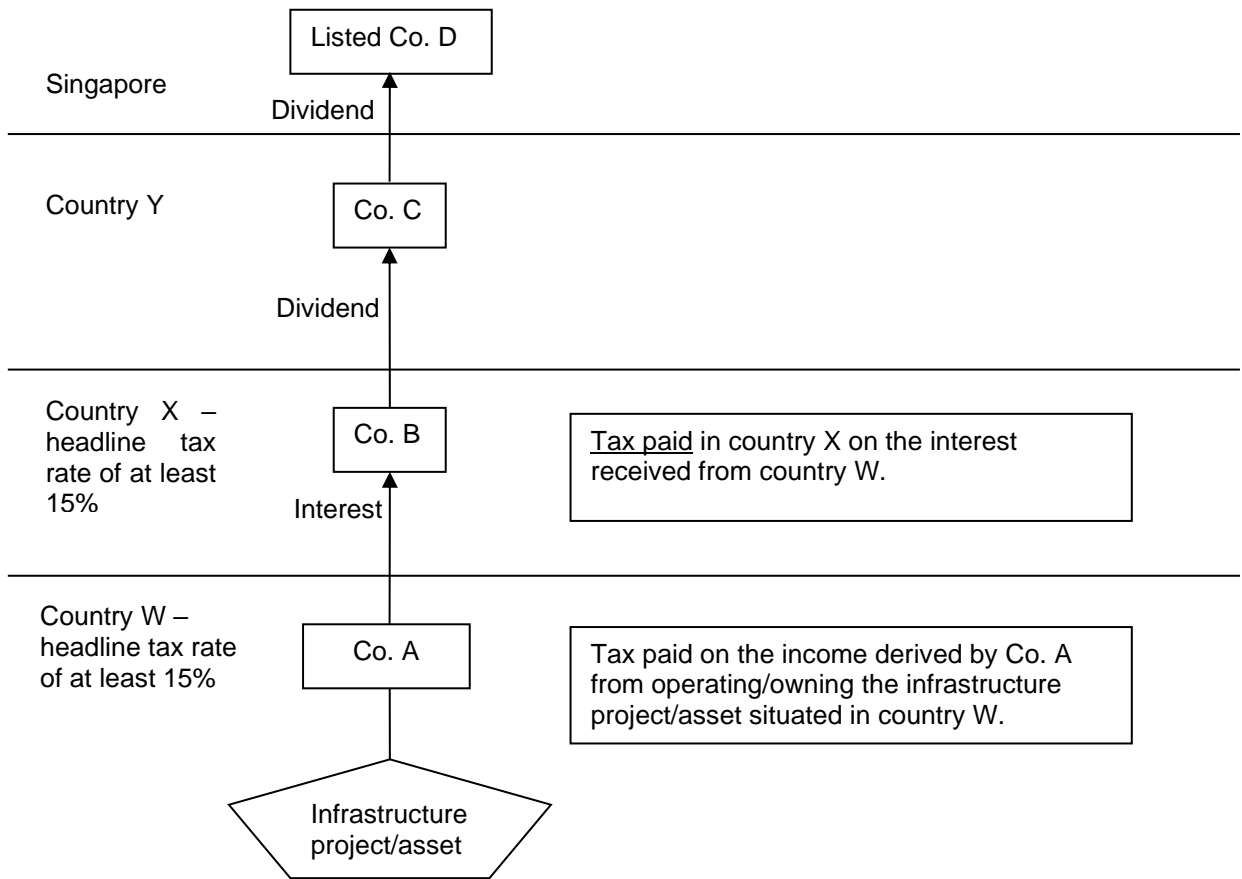 Listed Co. D
Singapore
Dividend
Country Y
Co. C
Dividend
Country X –
headline tax
rate of at least
15%
Co. B
Tax paid in country X on the interest
received from country W.
Interest
Country W –
headline tax rate
of at least 15%
Co. A
Tax paid on the income derived by Co. A
from operating/owning the infrastructure
project/asset situated in country W.
Infrastructure
project/asset